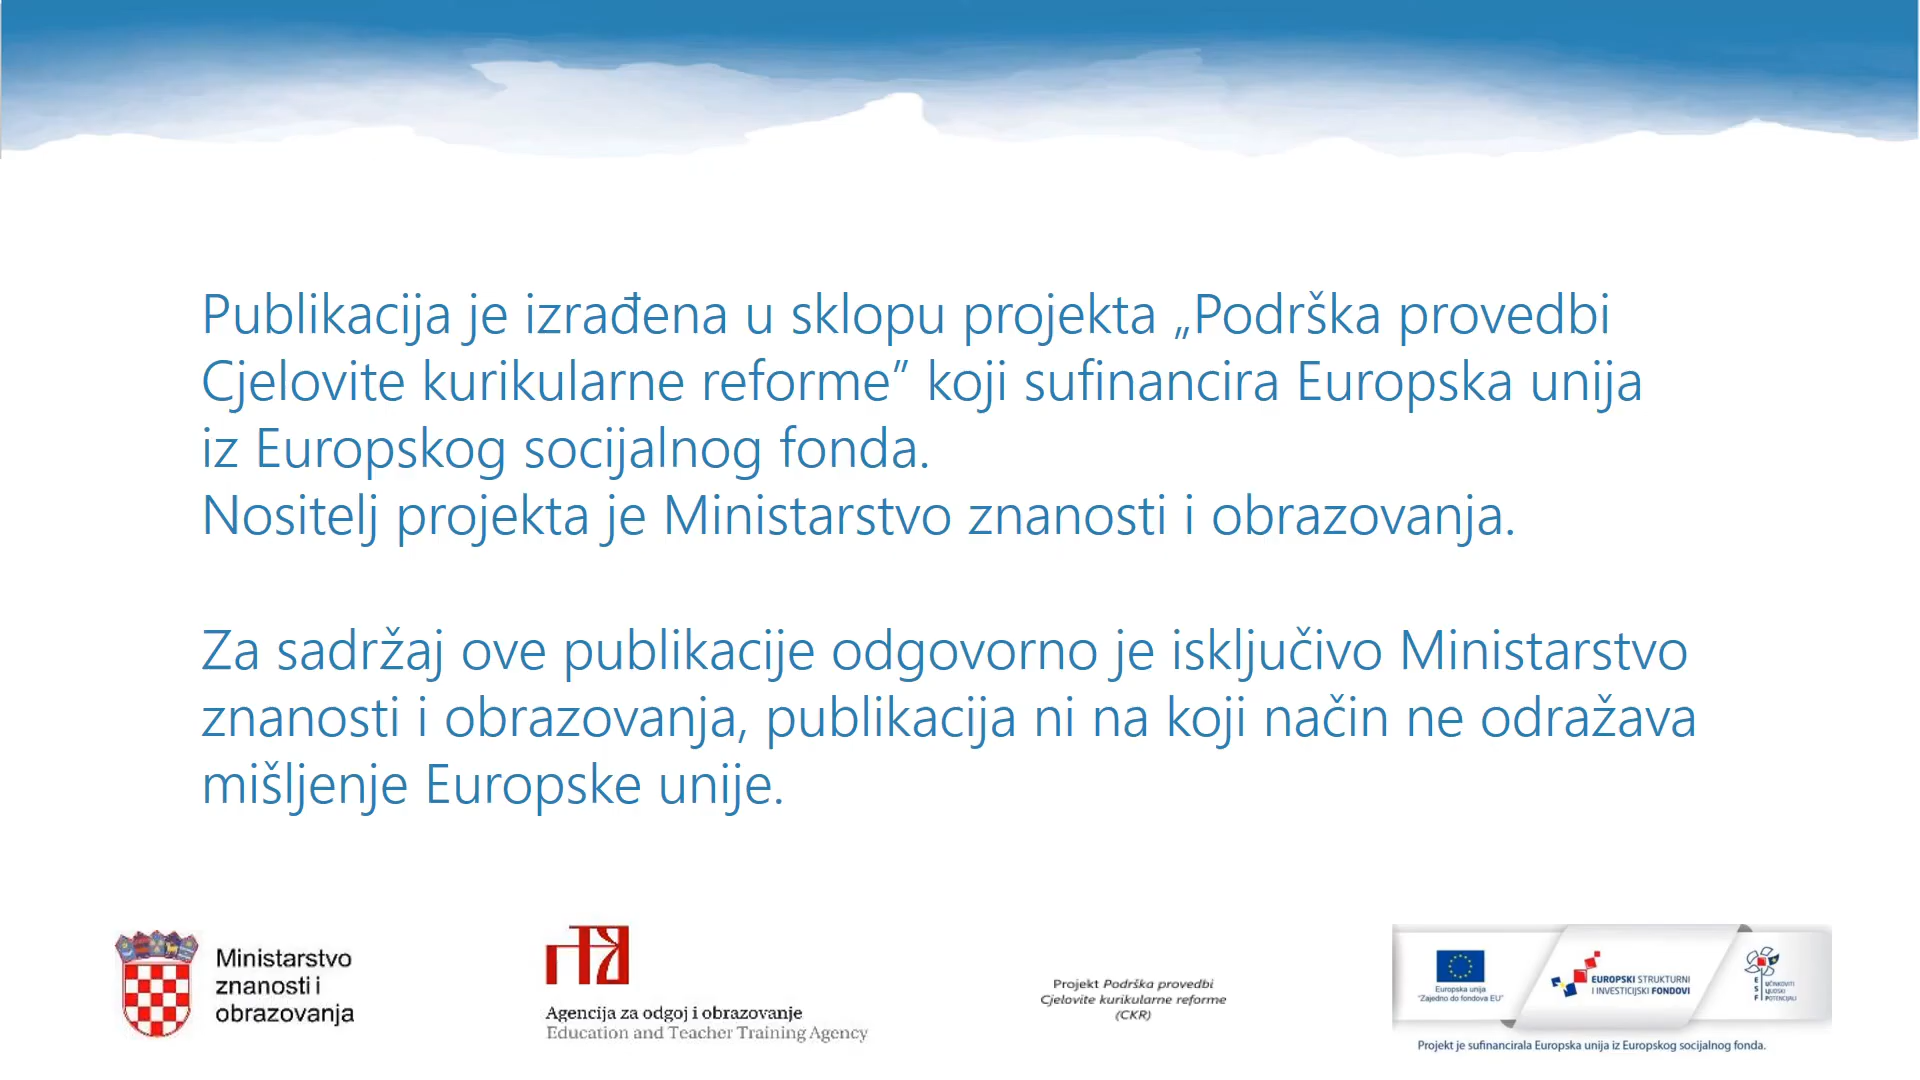 Publikacija je izrađena u sklopu projekta „Podrška provedbi
Cjelovite kurikularne reforme” koji sufinancira Europska unija
iz Europskog socijalnog fonda.
Nositelj projekta je Ministarstvo znanosti i obrazovanja.
Za sadržaj ove publikacije odgovorno je isključivo Ministarstvo
znanosti i obrazovanja, publikacija ni na koji način ne odražava
mišljenje Europske unije.
Ministarstvo
znanosti i
obrazovanja
Agencija za odgoj i obrazovanje
Education and Teacher Training Agency
Projekt Podrška provedbi
Cjelovite kurikularne reforme
(CKR)
Europska unija
"Zajedno do fondova EU"
EUROPSKI STRUKTURNI
I INVESTICIJSKI FONDOVI
ESF
UČINKOVITI
LJUDSKI
POTENCIJALI
Projekt je sufinancirala Europska unija iz Europskog socijalnog fonda.